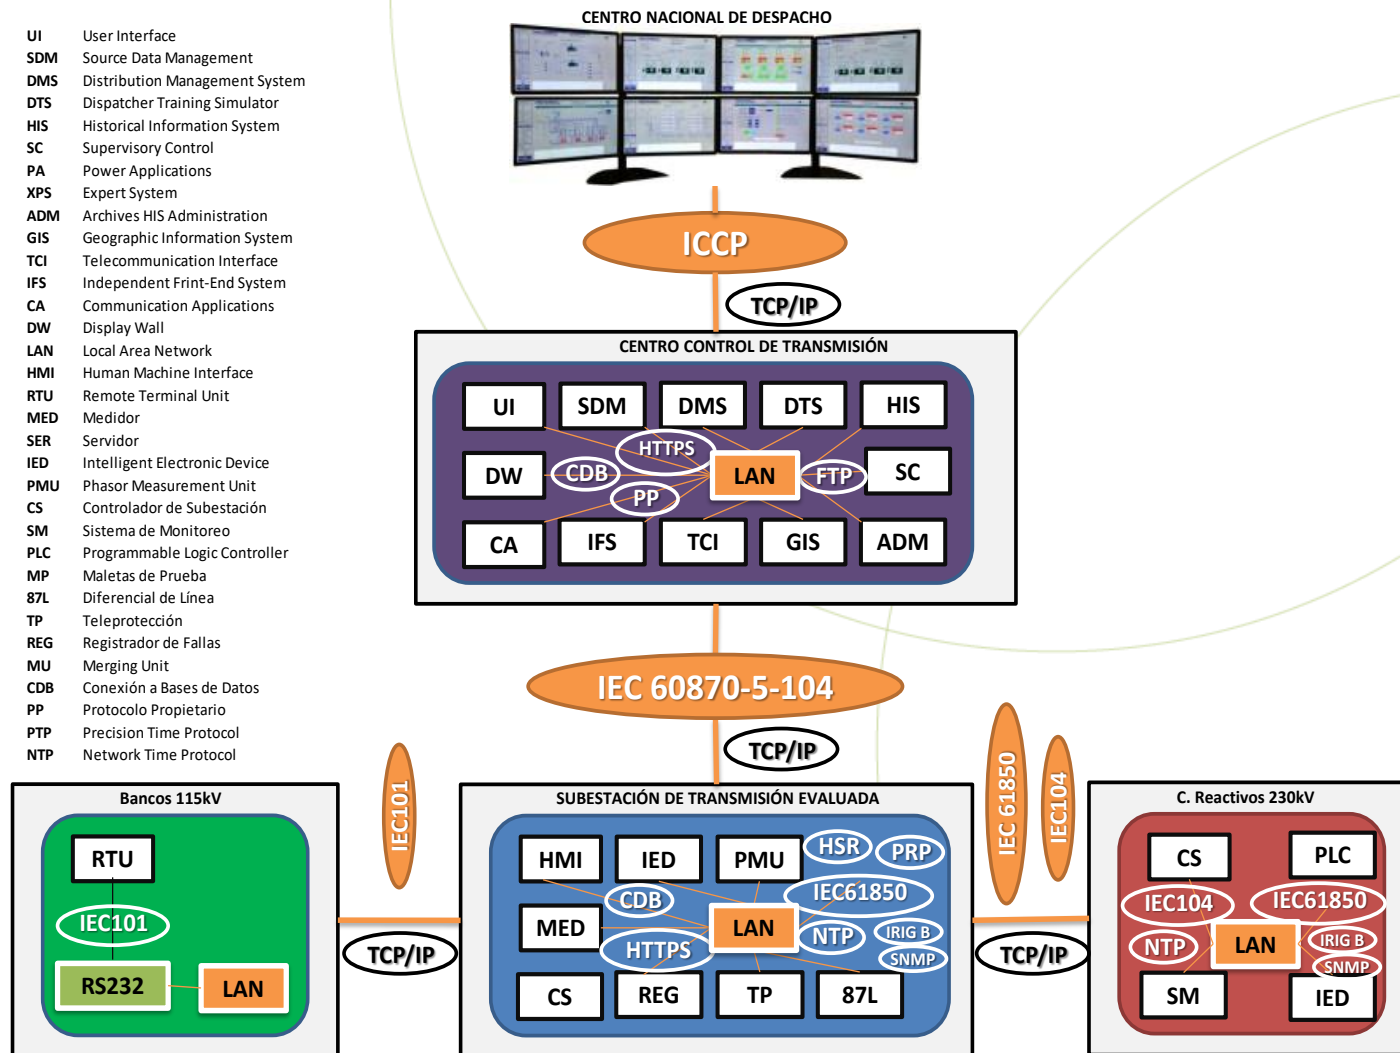 CENTRO NACIONAL DE DESPACHO
UI User Interface
SDM Source Data Management
DMS Distribution Management System
DTS Dispatcher Training Simulator
HIS Historical Information System
SC Supervisory Control
PA Power Applications
XPS Expert System
ADM Archives HIS Administration
GIS Geographic Information System
TCI Telecommunication Interface
IFS Independent Frint-End System
CA Communication Applications
DW Display Wall
LAN Local Area Network
HMI Human Machine Interface
RTU Remote Terminal Unit
MED Medidor
SER Servidor
IED Intelligent Electronic Device
PMU Phasor Measurement Unit
CS Controlador de Subestación
SM Sistema de Monitoreo
PLC Programmable Logic Controller
MP Maletas de Prueba
87L Diferencial de Línea
TP Teleprotección
REG Registrador de Fallas
MU Merging Unit
CDB Conexión a Bases de Datos
PP Protocolo Propietario
PTP Precision Time Protocol
NTP Network Time Protocol
ICCP
TCP/IP
CENTRO CONTROL DE TRANSMISIÓN
UI SDM DMS DTS HIS
HTTPS
DW CDB LAN FTP SC
PP
CA IFS TCI GIS ADM
IEC 60870-5-104
TCP/IP
IEC101
IEC 61850
IEC104
Bancos 115kV
RTU
IEC101
RS232 LAN
TCP/IP
SUBESTACIÓN DE TRANSMISIÓN EVALUADA
HMI IED PMU HSR PRP
CDB IEC61850
MED LAN NTP IRIG B
HTTPS SNMP
CS REG TP 87L
TCP/IP
C. Reactivos 230kV
CS PLC
IEC104 IEC61850
NTP LAN IRIG B
SNMP
SM IED